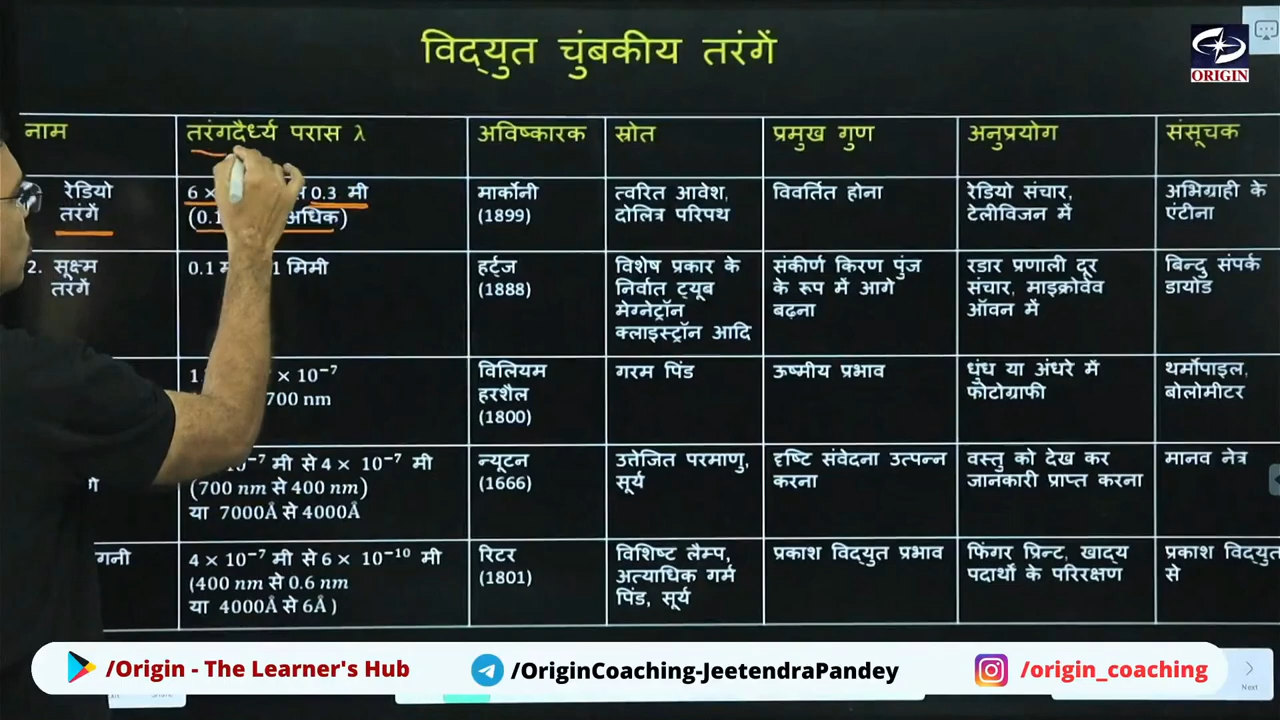 विद्युत चुंबकीय तरंगें
ORIGIN
नाम
तरंगदैर्ध्य परास λ
अविष्कारक
स्रोत
प्रमुख गुण
अनुप्रयोग
संसूचक
रेडियो
तरंगें
6 × 0.3 मी
(0.1 अधिक)
मार्कोनी
(1899)
त्वरित आवेश,
दोलित्र परिपथ
विवर्तित होना
रेडियो संचार,
टेलीविजन में
अभिग्राही के
एंटीना
2. सूक्ष्म
तरंगें
0.1 1 मिमी
हर्ट्ज
(1888)
विशेष प्रकार के
निर्वात ट्यूब
मेग्नेट्रॉन
क्लाइस्ट्रॉन आदि
संकीर्ण किरण पुंज
के रूप में आगे
बढ़ना
रडार प्रणाली दूर
संचार, माइक्रोवेव
ऑवन में
बिन्दु संपर्क
डायोड
1 × 10⁻⁷
700 nm
विलियम
हरशैल
(1800)
गरम पिंड
ऊष्मीय प्रभाव
धुंध या अंधरे में
फोटोग्राफी
थर्मोपाइल,
बोलोमीटर
⁻⁷ मी से 4 × 10⁻⁷ मी
(700 nm से 400 nm)
या 7000Å से 4000Å
न्यूटन
(1666)
उत्तेजित परमाणु,
सूर्य
दृष्टि संवेदना उत्पन्न
करना
वस्तु को देख कर
जानकारी प्राप्त करना
मानव नेत्र
गनी
4 × 10⁻⁷ मी से 6 × 10⁻¹⁰ मी
(400 nm से 0.6 nm
या 4000Å से 6Å )
रिटर
(1801)
विशिष्ट लैम्प,
अत्याधिक गर्म
पिंड, सूर्य
प्रकाश विद्युत प्रभाव
फिंगर प्रिन्ट, खाद्य
पदार्थो के परिरक्षण
प्रकाश विद्युत
से
/Origin - The Learner's Hub
/OriginCoaching-JeetendraPandey
/origin_coaching
Next